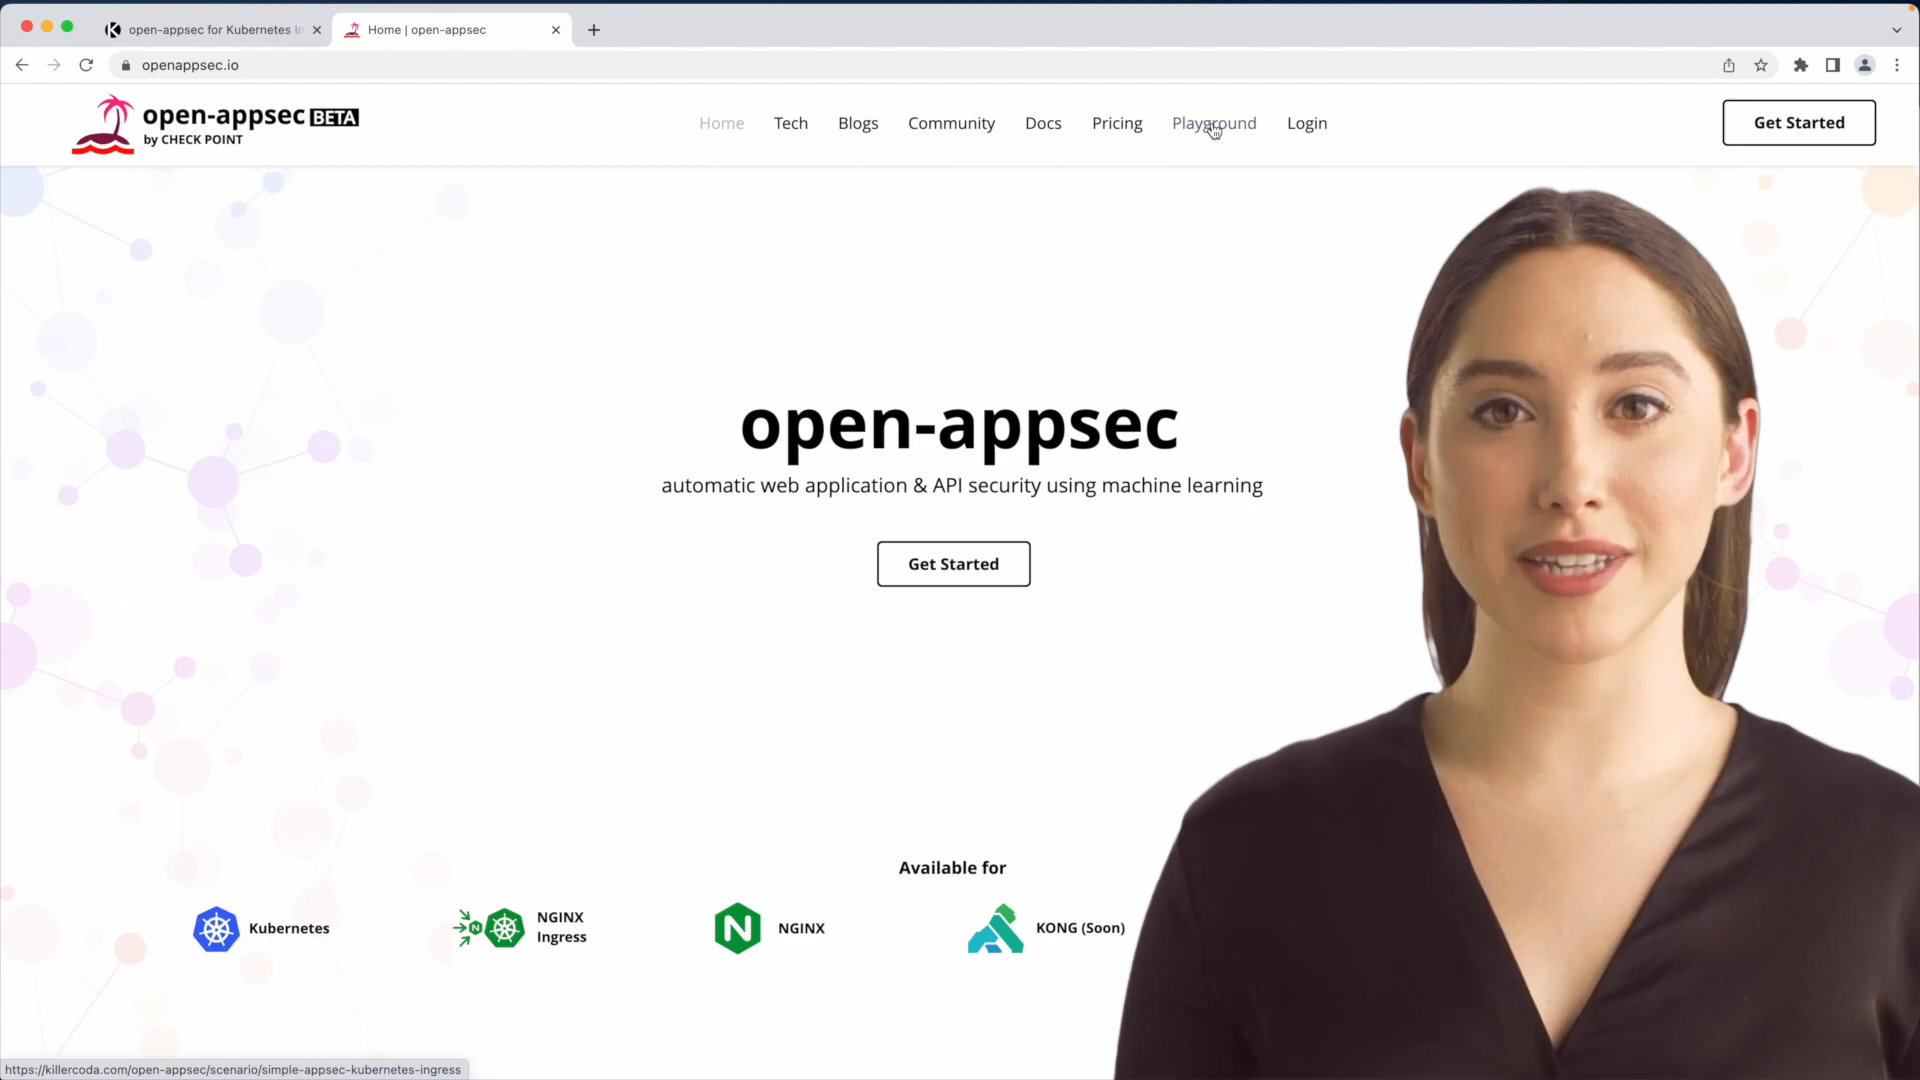 open-appsec for Kubernetes In
Home | open-appsec
openappsec.io
open-appsec BETA
by CHECK POINT
Home
Tech
Blogs
Community
Docs
Pricing
Playground
Login
Get Started
open-appsec
automatic web application & API security using machine learning
Get Started
Available for
Kubernetes
NGINX
Ingress
NGINX
KONG (Soon)
https://killercoda.com/open-appsec/scenario/simple-appsec-kubernetes-ingress